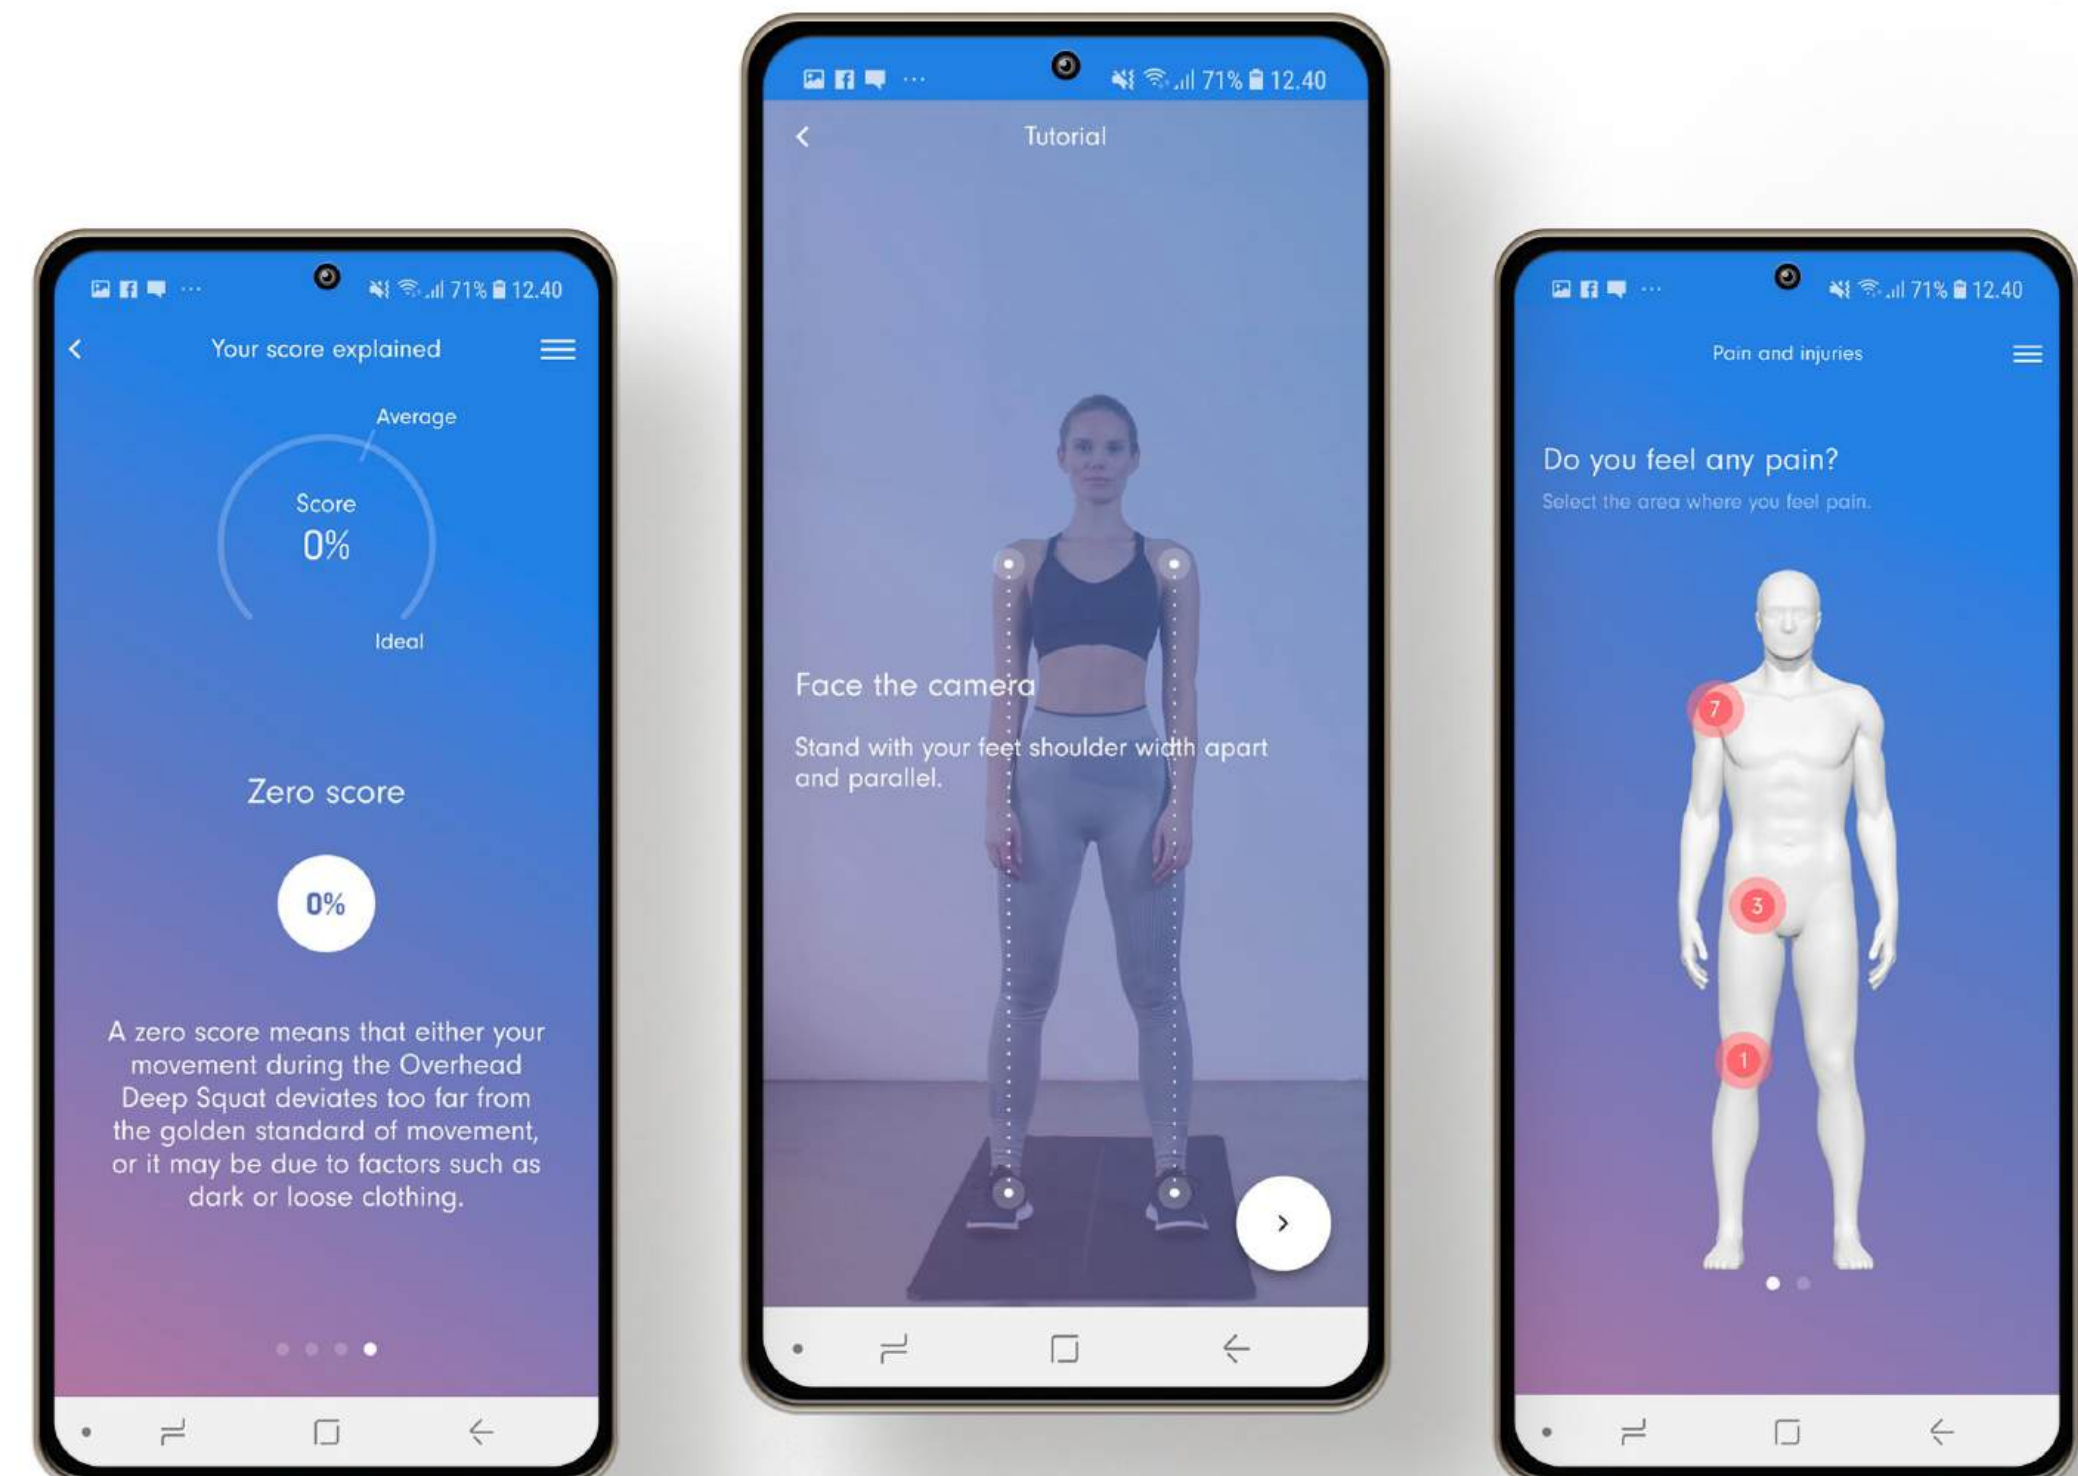 71% 12.40
Your score explained
Average
Score
0%
Ideal
Zero score
0%
A zero score means that either your
movement during the Overhead
Deep Squat deviates too far from
the golden standard of movement,
or it may be due to factors such as
dark or loose clothing.
71% 12.40
Tutorial
Face the camera
Stand with your feet shoulder width apart
and parallel.
71% 12.40
Pain and injuries
Do you feel any pain?
Select the area where you feel pain.
7
3
1